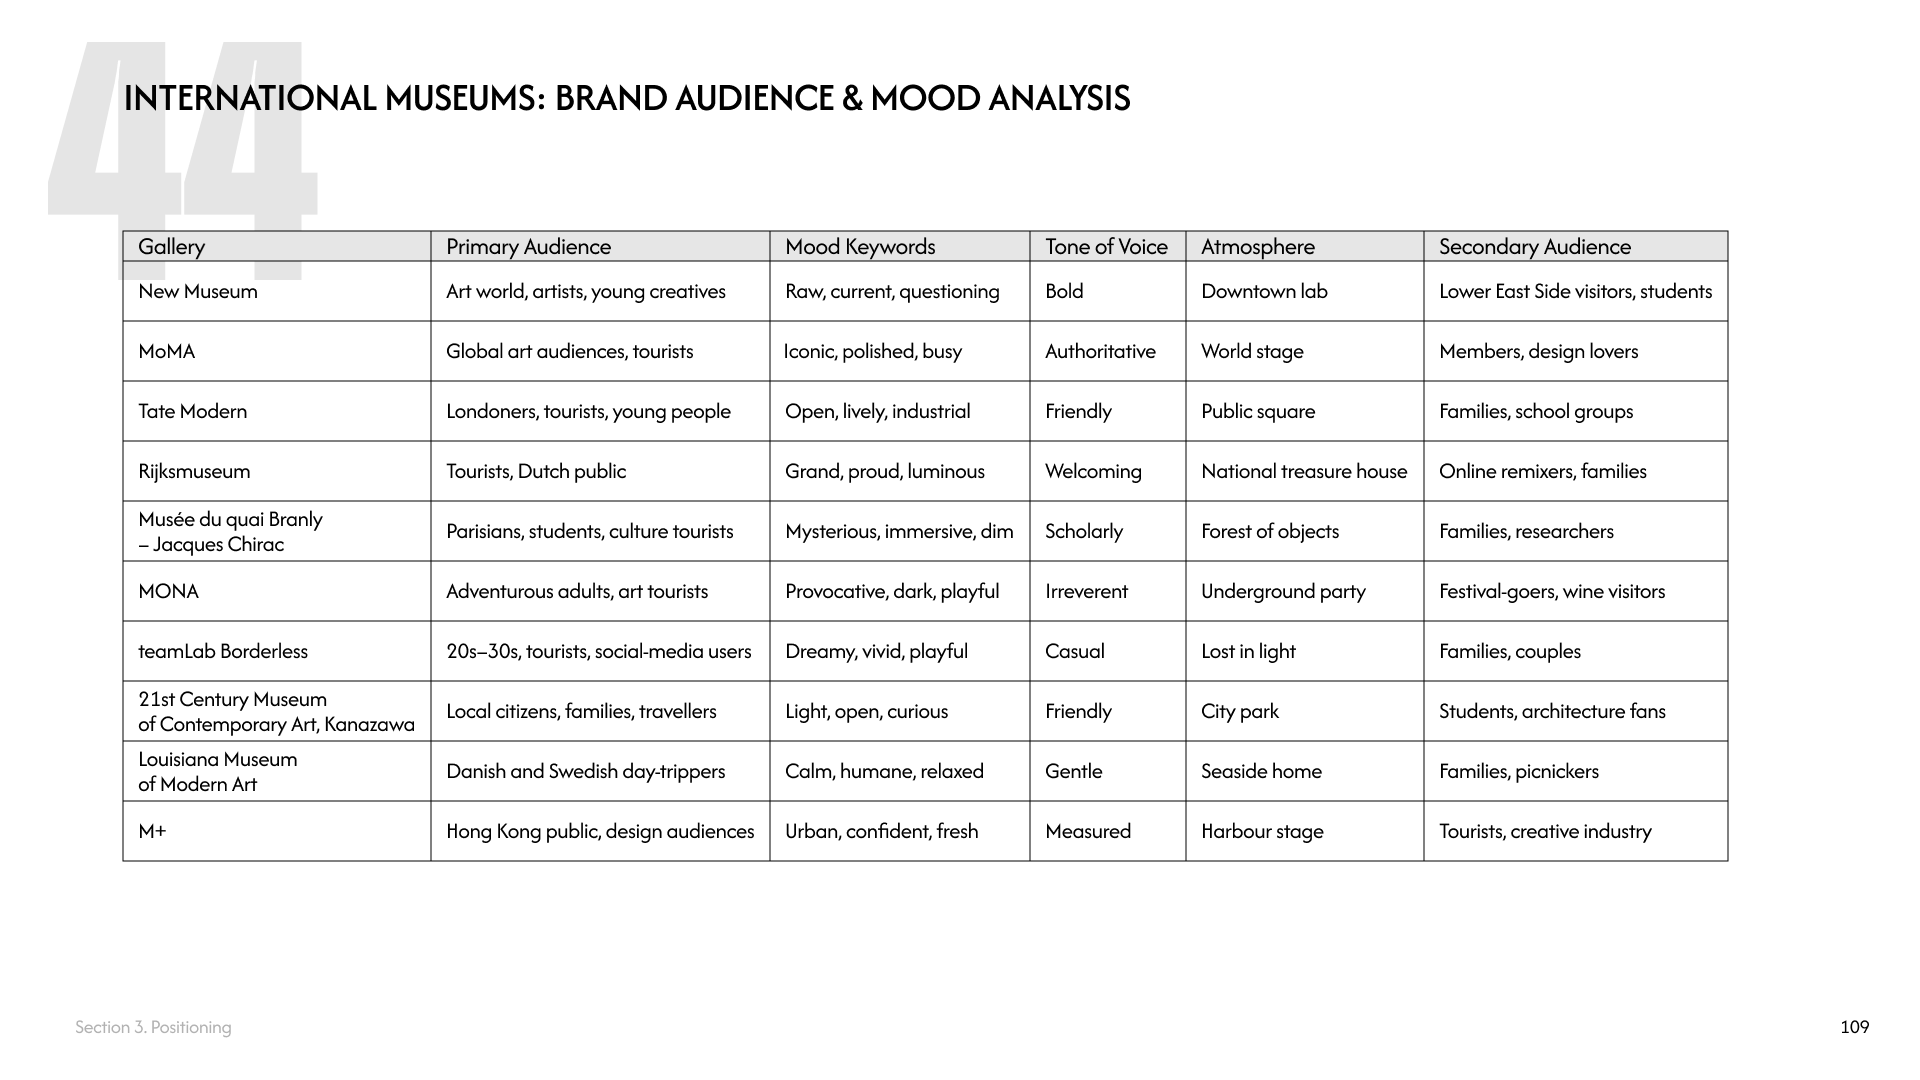 44
INTERNATIONAL MUSEUMS: BRAND AUDIENCE & MOOD ANALYSIS
Gallery Primary Audience Mood Keywords Tone of Voice Atmosphere Secondary Audience
New Museum Art world, artists, young creatives Raw, current, questioning Bold Downtown lab Lower East Side visitors, students
MoMA Global art audiences, tourists Iconic, polished, busy Authoritative World stage Members, design lovers
Tate Modern Londoners, tourists, young people Open, lively, industrial Friendly Public square Families, school groups
Rijksmuseum Tourists, Dutch public Grand, proud, luminous Welcoming National treasure house Online remixers, families
Musée du quai Branly
– Jacques Chirac Parisians, students, culture tourists Mysterious, immersive, dim Scholarly Forest of objects Families, researchers
MONA Adventurous adults, art tourists Provocative, dark, playful Irreverent Underground party Festival-goers, wine visitors
teamLab Borderless 20s–30s, tourists, social-media users Dreamy, vivid, playful Casual Lost in light Families, couples
21st Century Museum
of Contemporary Art, Kanazawa Local citizens, families, travellers Light, open, curious Friendly City park Students, architecture fans
Louisiana Museum
of Modern Art Danish and Swedish day-trippers Calm, humane, relaxed Gentle Seaside home Families, picnickers
M+ Hong Kong public, design audiences Urban, confident, fresh Measured Harbour stage Tourists, creative industry
Section 3. Positioning
109